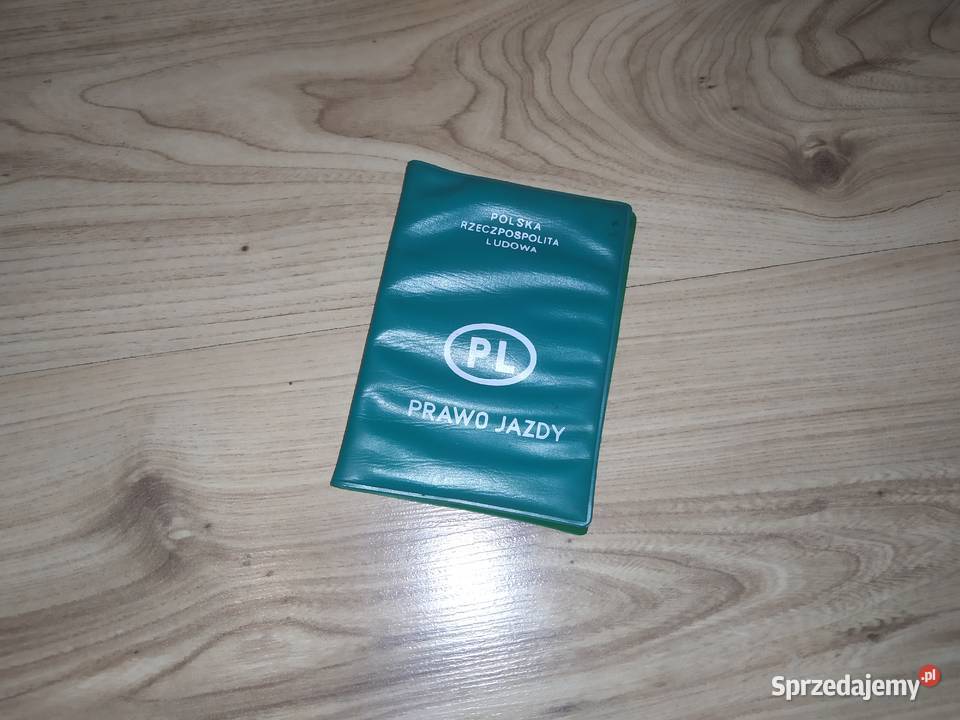 POLSKA
RZECZPOSPOLITA
LUDOWA
PL
PRAWO JAZDY
Sprzedajemy.pl